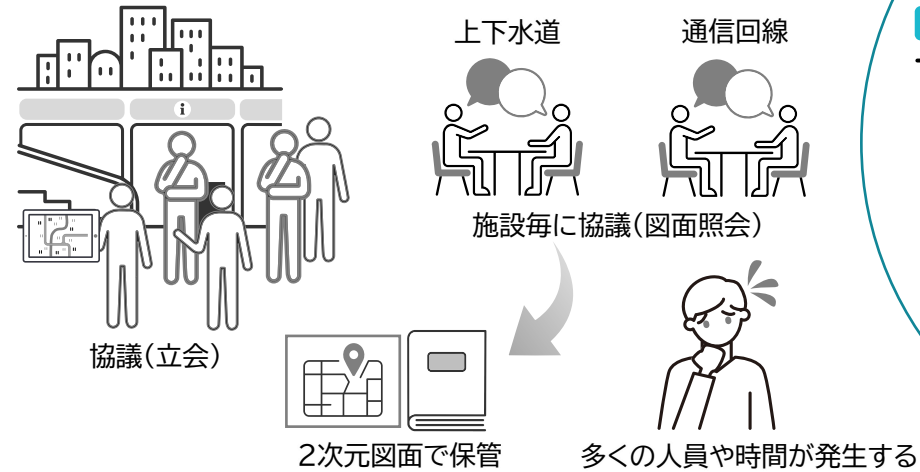 上下水道
通信回線
i
施設毎に協議(図面照会)
協議(立会)
2次元図面で保管
多くの人員や時間が発生する